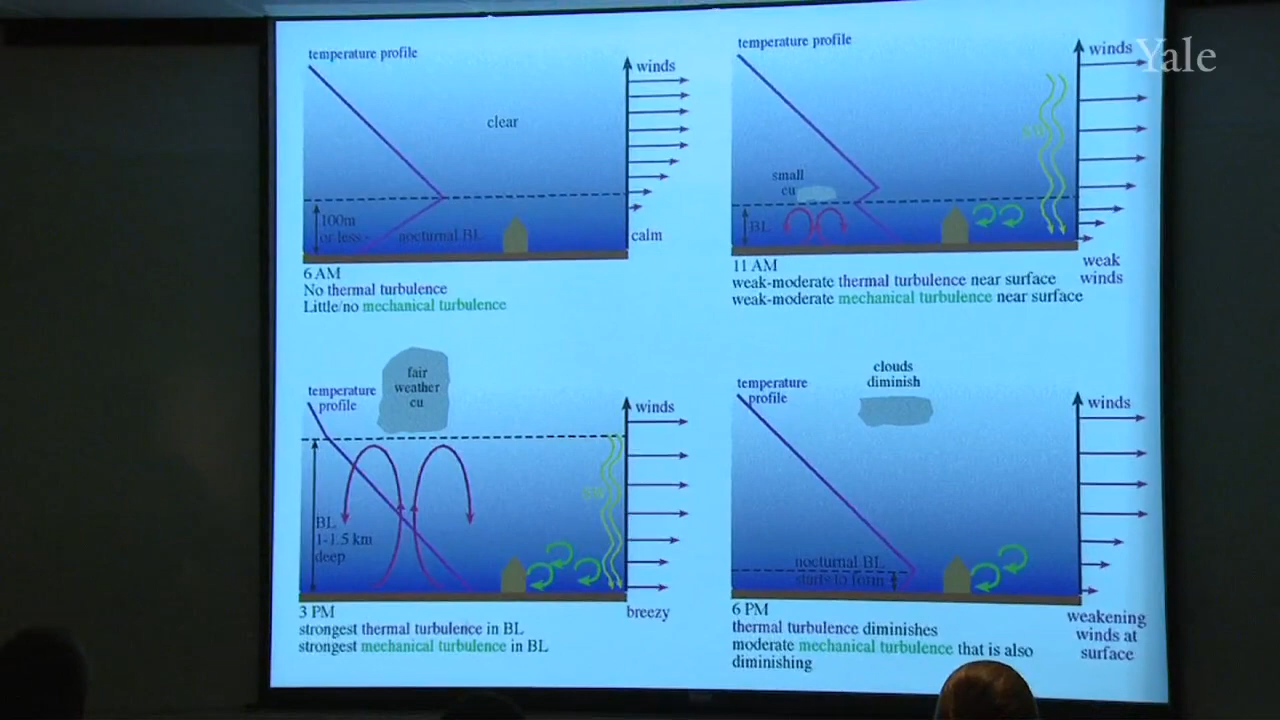 temperature profile
winds
clear
100m
or less
nocturnal BL
calm
6 AM
No thermal turbulence
Little/no mechanical turbulence
temperature profile
winds
Yale
small
cu
BL
weak
winds
11 AM
weak-moderate thermal turbulence near surface
weak-moderate mechanical turbulence near surface
fair
weather
cu
temperature
profile
winds
BL
1-1.5 km
deep
breezy
3 PM
strongest thermal turbulence in BL
strongest mechanical turbulence in BL
clouds
diminish
temperature
profile
winds
nocturnal BL
starts to form
weakening
winds at
surface
6 PM
thermal turbulence diminishes
moderate mechanical turbulence that is also
diminishing